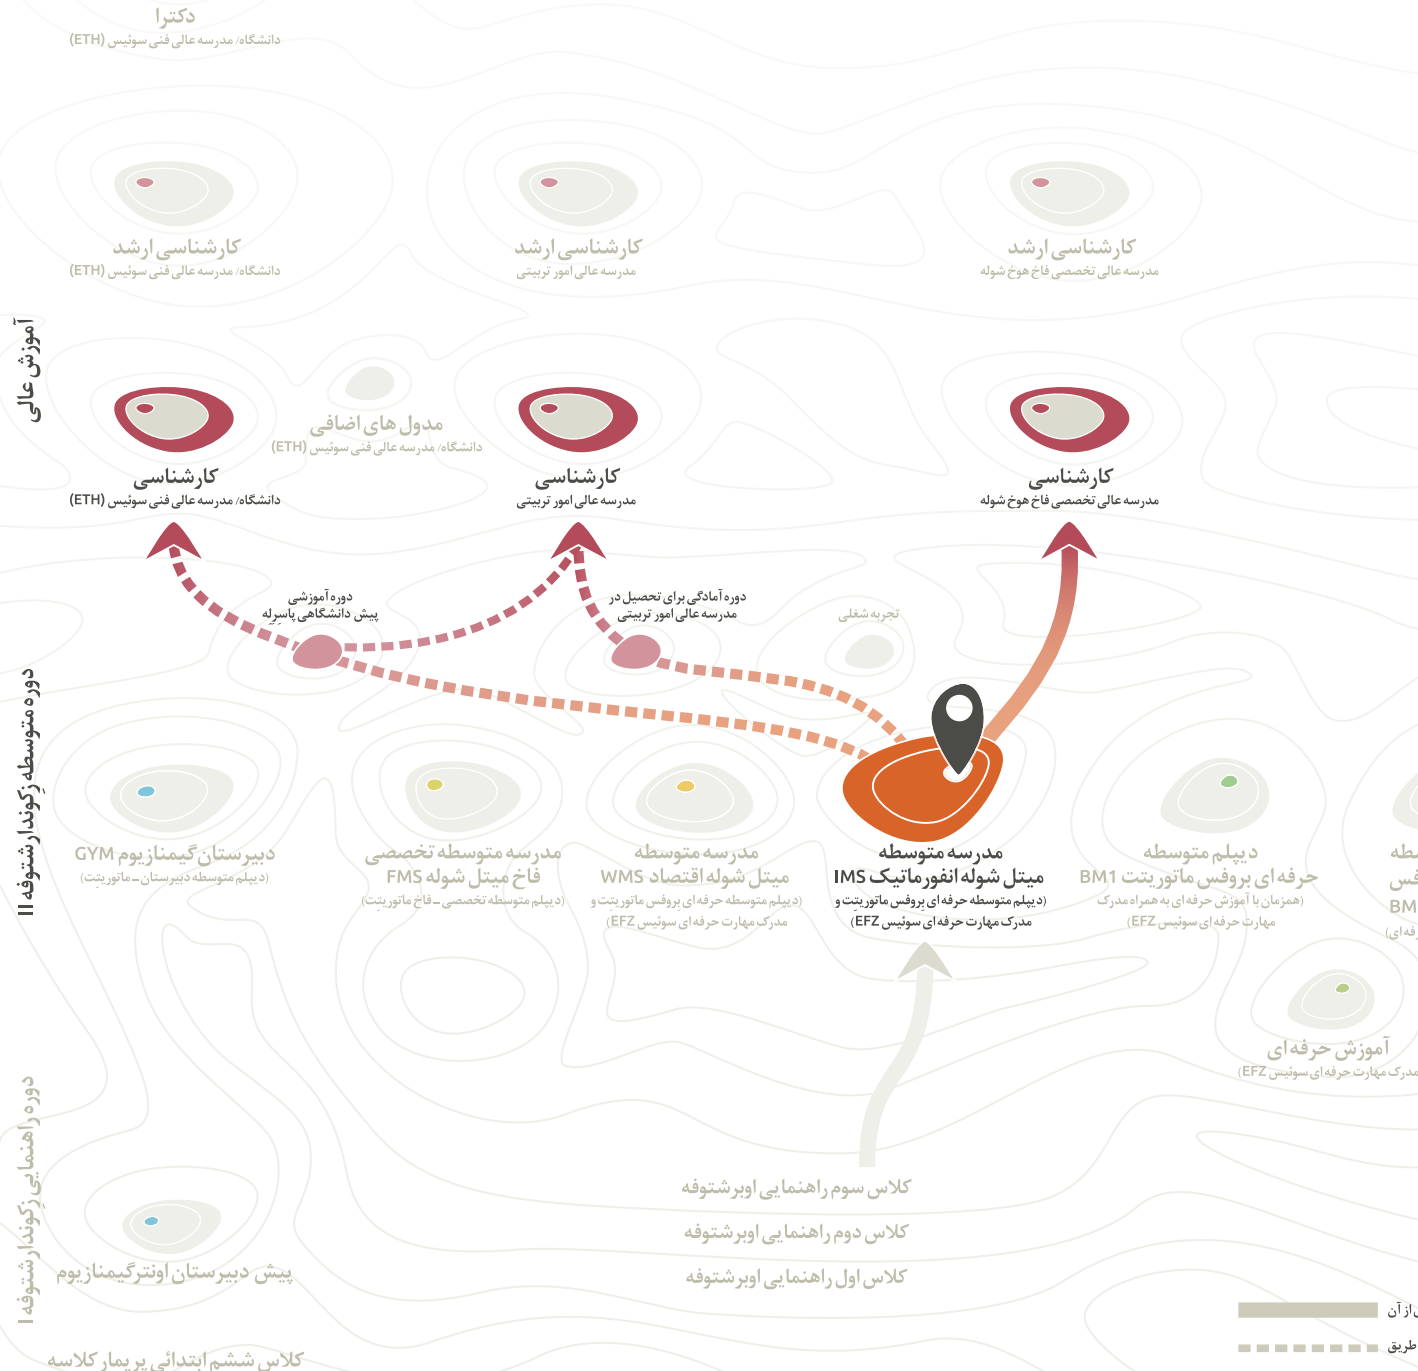 دکترا
دانشگاه/ مدرسه عالی فنی سوئیس (ETH)
کارشناسی ارشد
مدرسه عالی تخصصی فاخ هوخ شوله
کارشناسی ارشد
مدرسه عالی امور تربیتی
کارشناسی ارشد
دانشگاه/ مدرسه عالی فنی سوئیس (ETH)
آموزش عالی
مدول های اضافی
دانشگاه/ مدرسه عالی فنی سوئیس (ETH)
کارشناسی
مدرسه عالی تخصصی فاخ هوخ شوله
کارشناسی
مدرسه عالی امور تربیتی
کارشناسی
دانشگاه/ مدرسه عالی فنی سوئیس (ETH)
تجربه شغلی
دوره آمادگی برای تحصیل در
مدرسه عالی امور تربیتی
دوره آموزشی
پیش دانشگاهی پاسرِله
دوره متوسطه زِکوندارشتوفه II
دیپلم متوسطه
حرفه ای بروفس ماتوریتت BM1
(همزمان با آموزش حرفه ای به همراه مدرک
مهارت حرفه ای سوئیس EFZ)
مدرسه متوسطه
میتل شوله انفورماتیک IMS
(دیپلم متوسطه حرفه ای بروفس ماتوریتت و
مدرک مهارت حرفه ای سوئیس EFZ)
مدرسه متوسطه
میتل شوله اقتصاد WMS
(دیپلم متوسطه حرفه ای بروفس ماتوریتت و
مدرک مهارت حرفه ای سوئیس EFZ)
مدرسه متوسطه تخصصی
فاخ میتل شوله FMS
(دیپلم متوسطه تخصصی – فاخ ماتوریتت)
دبیرستان گیمنازیوم GYM
(دیپلم متوسطه دبیرستان – ماتوریتت)
آموزش حرفه ای
مدرک مهارت حرفه ای سوئیس EFZ)
دوره راهنمایی زِکوندارشتوفه I
کلاس سوم راهنمایی اوبرشتوفه
کلاس دوم راهنمایی اوبرشتوفه
کلاس اول راهنمایی اوبرشتوفه
پیش دبیرستان اونترگیمنازیوم
کلاس ششم ابتدائی پریمار کلاسه
از آن
طریق